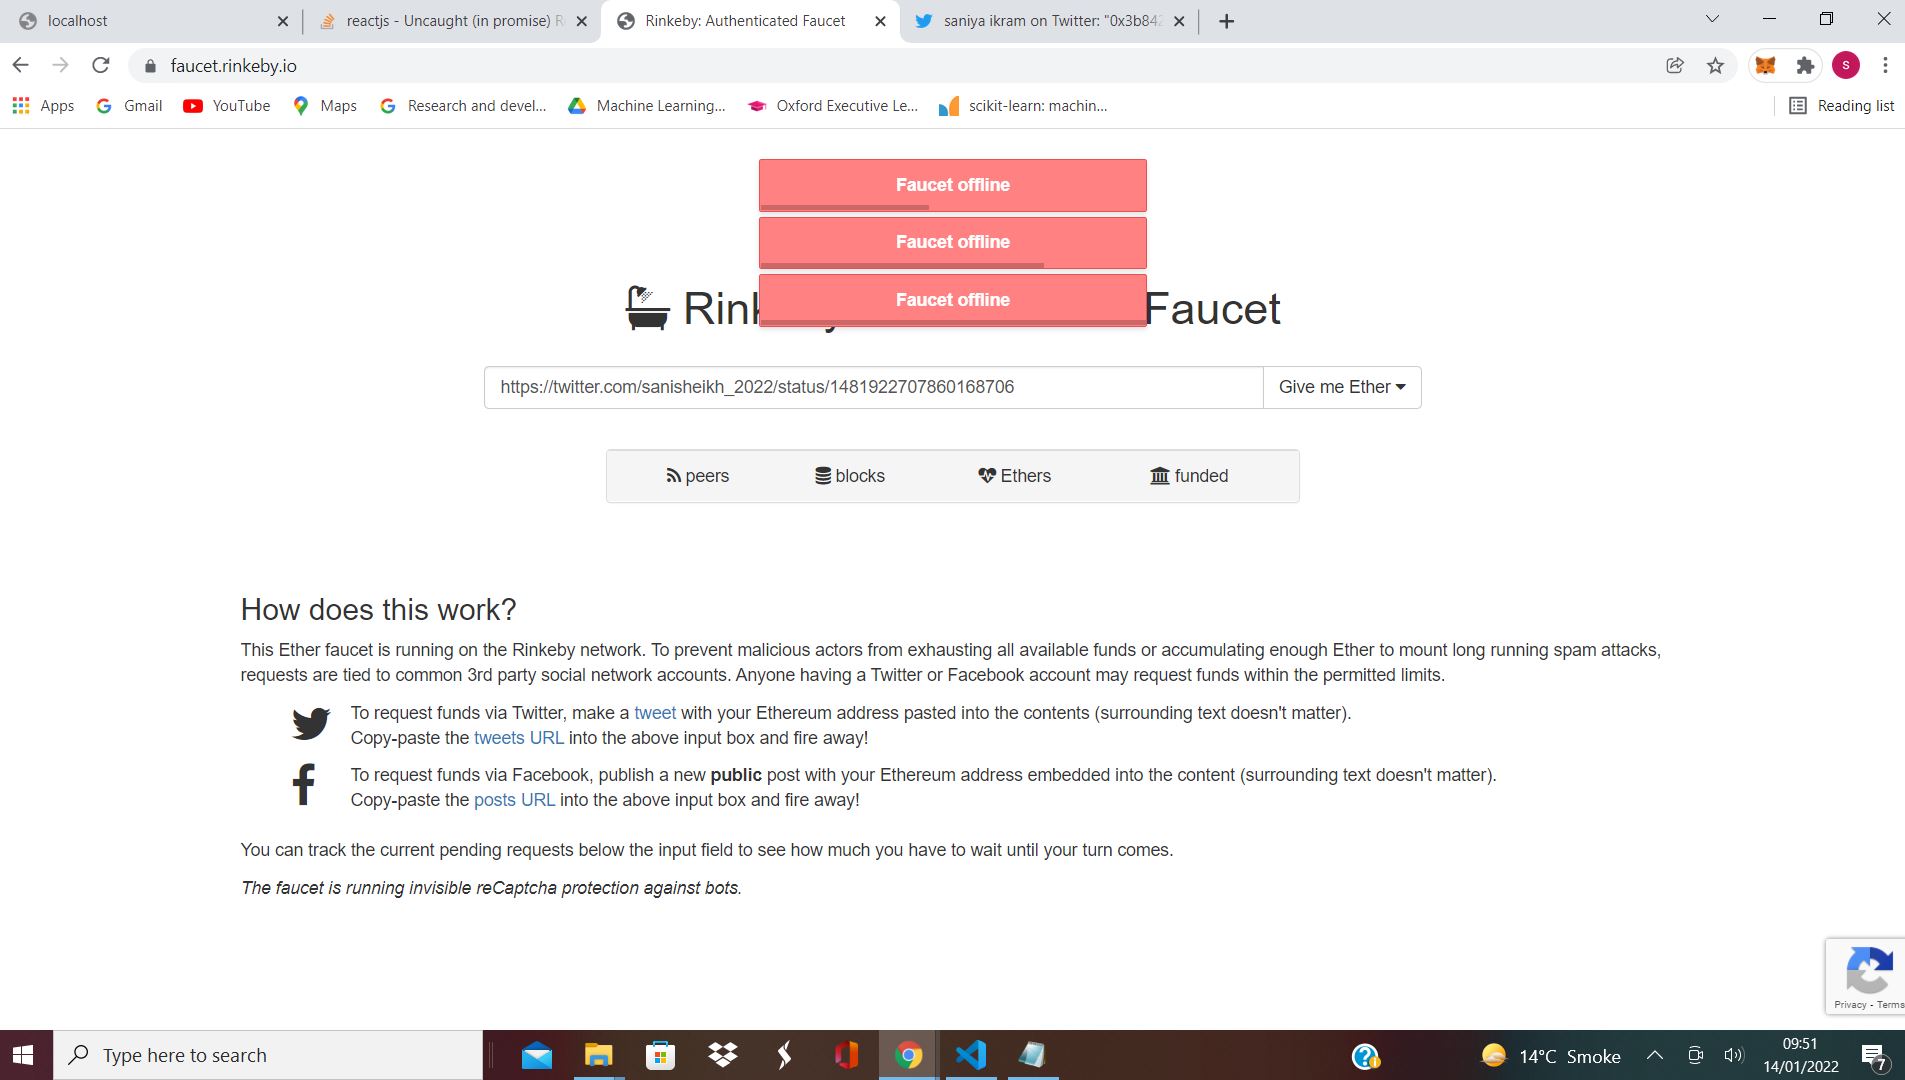 localhost
reactjs - Uncaught (in promise) R
Rinkeby: Authenticated Faucet
saniya ikram on Twitter: "0x3b842
faucet.rinkeby.io
s
Apps
Gmail
YouTube
Maps
Research and devel...
Machine Learning...
Oxford Executive Le...
scikit-learn: machin...
Reading list
Faucet offline
Faucet offline
Faucet offline
Faucet
https://twitter.com/sanisheikh_2022/status/1481922707860168706
Give me Ether
peers
blocks
Ethers
funded
How does this work?
This Ether faucet is running on the Rinkeby network. To prevent malicious actors from exhausting all available funds or accumulating enough Ether to mount long running spam attacks,
requests are tied to common 3rd party social network accounts. Anyone having a Twitter or Facebook account may request funds within the permitted limits.
To request funds via Twitter, make a tweet with your Ethereum address pasted into the contents (surrounding text doesn't matter).
Copy-paste the tweets URL into the above input box and fire away!
To request funds via Facebook, publish a new public post with your Ethereum address embedded into the content (surrounding text doesn't matter).
Copy-paste the posts URL into the above input box and fire away!
You can track the current pending requests below the input field to see how much you have to wait until your turn comes.
The faucet is running invisible reCaptcha protection against bots.
Privacy - Terms
Type here to search
14°C Smoke
09:51
14/01/2022
7